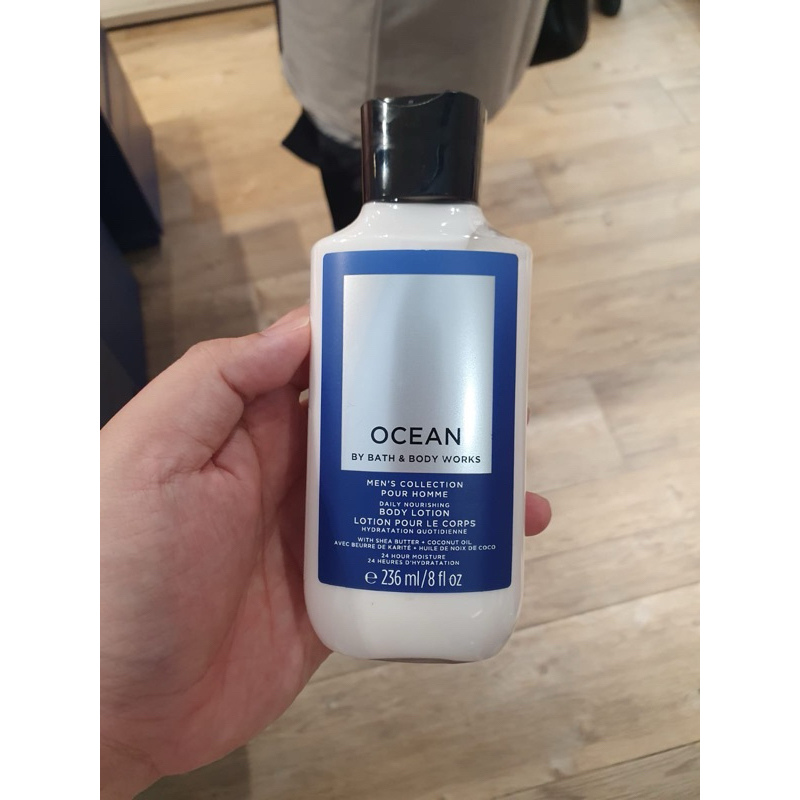 OCEAN
BY BATH & BODY WORKS
MEN'S COLLECTION
POUR HOMME
DAILY NOURISHING
BODY LOTION
LOTION POUR LE CORPS
HYDRATATION QUOTIDIENNE
WITH SHEA BUTTER + COCONUT OIL
AVEC BEURRE DE KARITÉ + HUILE DE NOIX DE COCO
24 HOUR MOISTURE
24 HEURES D'HYDRATATION
℮ 236 ml/8 fl oz